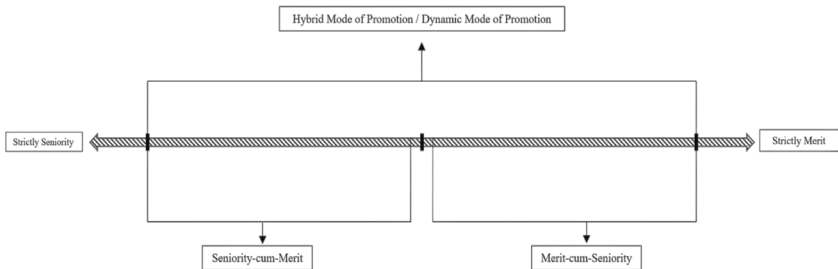 Hybrid Mode of Promotion / Dynamic Mode of Promotion
Strictly Seniority
Strictly Merit
Seniority-cum-Merit
Merit-cum-Seniority